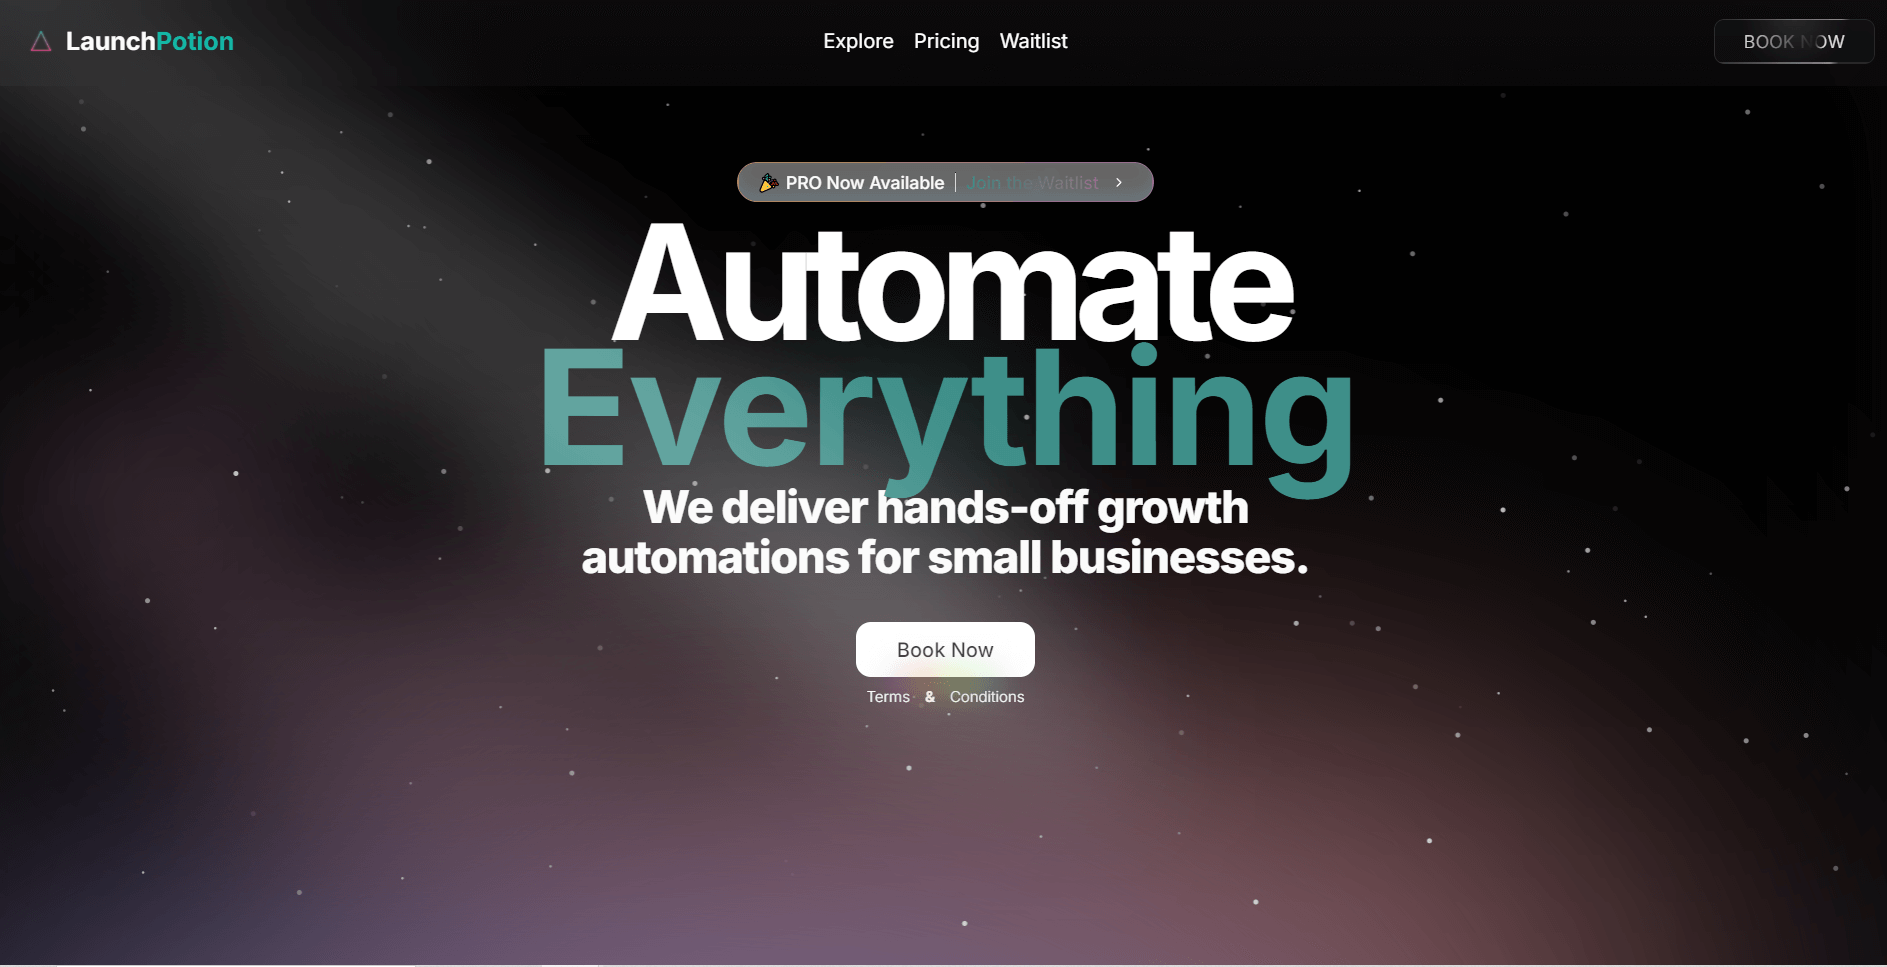 LaunchPotion
Explore Pricing Waitlist
BOOK NOW
🎉 PRO Now Available | Join the Waitlist >
Automate
Everything
We deliver hands-off growth
automations for small businesses.
Book Now
Terms & Conditions